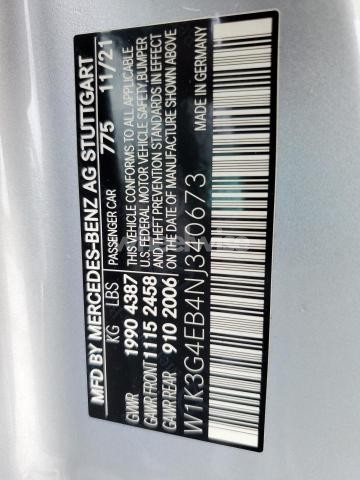 MFD BY MERCEDES-BENZ AG STUTTGART
KG LBS PASSENGER CAR 775 11/21
GVWR 1990 4387 THIS VEHICLE CONFORMS TO ALL APPLICABLE
GAWR FRONT 1115 2458 U.S. FEDERAL MOTOR VEHICLE SAFETY, BUMPER
AND THEFT PREVENTION STANDARDS IN EFFECT
GAWR REAR 910 2006 ON THE DATE OF MANUFACTURE SHOWN ABOVE
W1K3G4EB4NJ340673 MADE IN GERMANY